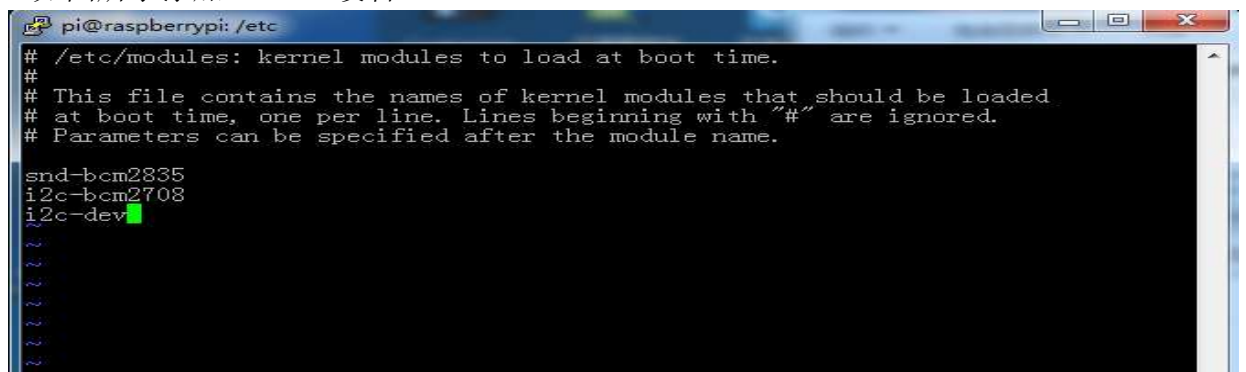 pi@raspberrypi: /etc
# /etc/modules: kernel modules to load at boot time.
#
# This file contains the names of kernel modules that should be loaded
# at boot time, one per line. Lines beginning with "#" are ignored.
# Parameters can be specified after the module name.
snd-bcm2835
i2c-bcm2708
i2c-dev
~
~
~
~
~
~
~
~